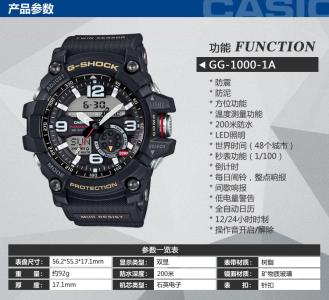 产品参数
CASIO
功能 FUNCTION
GG-1000-1A
· 防震
· 防泥
· 方位功能
· 温度测量功能
· 200米防水
· LED照明
· 世界时间（48个城市）
· 秒表功能（1/100）
· 倒计时
· 每日闹铃，整点响报
· 间歇响报
· 低电量警告
· 全自动日历
· 12/24小时时制
· 操作音开启/解除
TWIN SENSOR
G-SHOCK
ADJUST
CASIO
PROTECTION
MUD RESIST
参数一览表
表盘尺寸： 56.2*55.3*17.1mm 显示类型： 双显 表带材质： 树脂
重 量： 约92g 防水深度： 200米 镜面材质： 矿物质玻璃
厚 度： 17.1mm 机芯类型： 石英电子 表 扣： 针扣